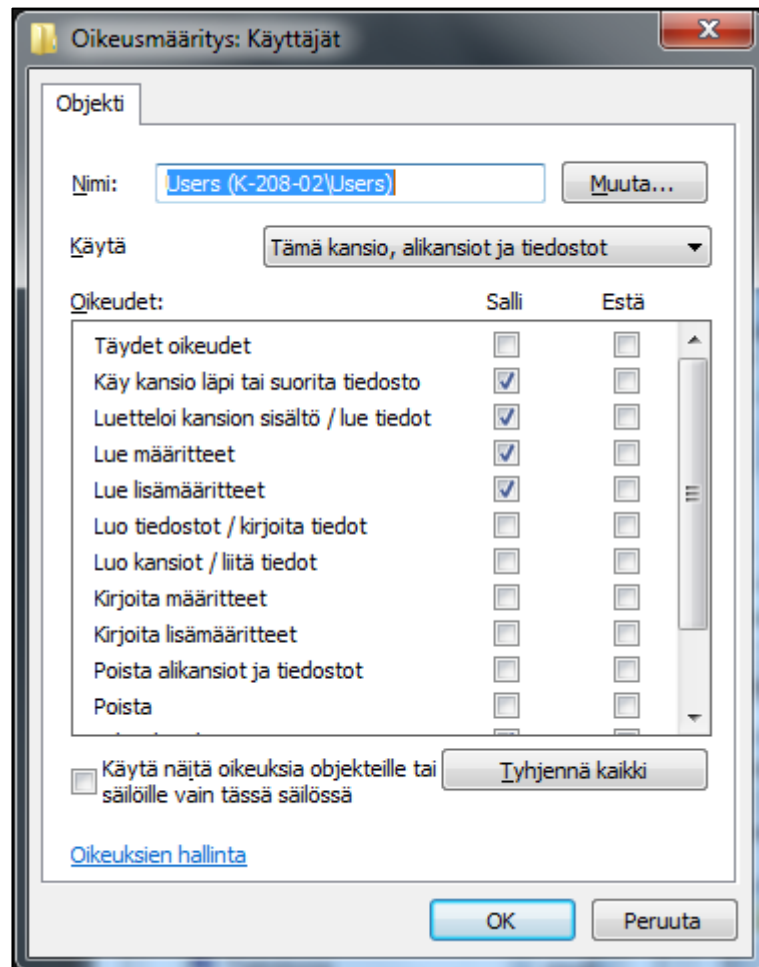 Oikeusmääritys: Käyttäjät
Objekti
Nimi: Users (K-208-02\Users) Muuta...
Käytä Tämä kansio, alikansiot ja tiedostot
Oikeudet: Salli Estä
Täydet oikeudet
Käy kansio läpi tai suorita tiedosto
Luetteloi kansion sisältö / lue tiedot
Lue määritteet
Lue lisämääritteet
Luo tiedostot / kirjoita tiedot
Luo kansiot / liitä tiedot
Kirjoita määritteet
Kirjoita lisämääritteet
Poista alikansiot ja tiedostot
Poista
Käytä näitä oikeuksia objekteille tai Tyhjennä kaikki
säilöille vain tässä säilössä
Oikeuksien hallinta
OK Peruuta